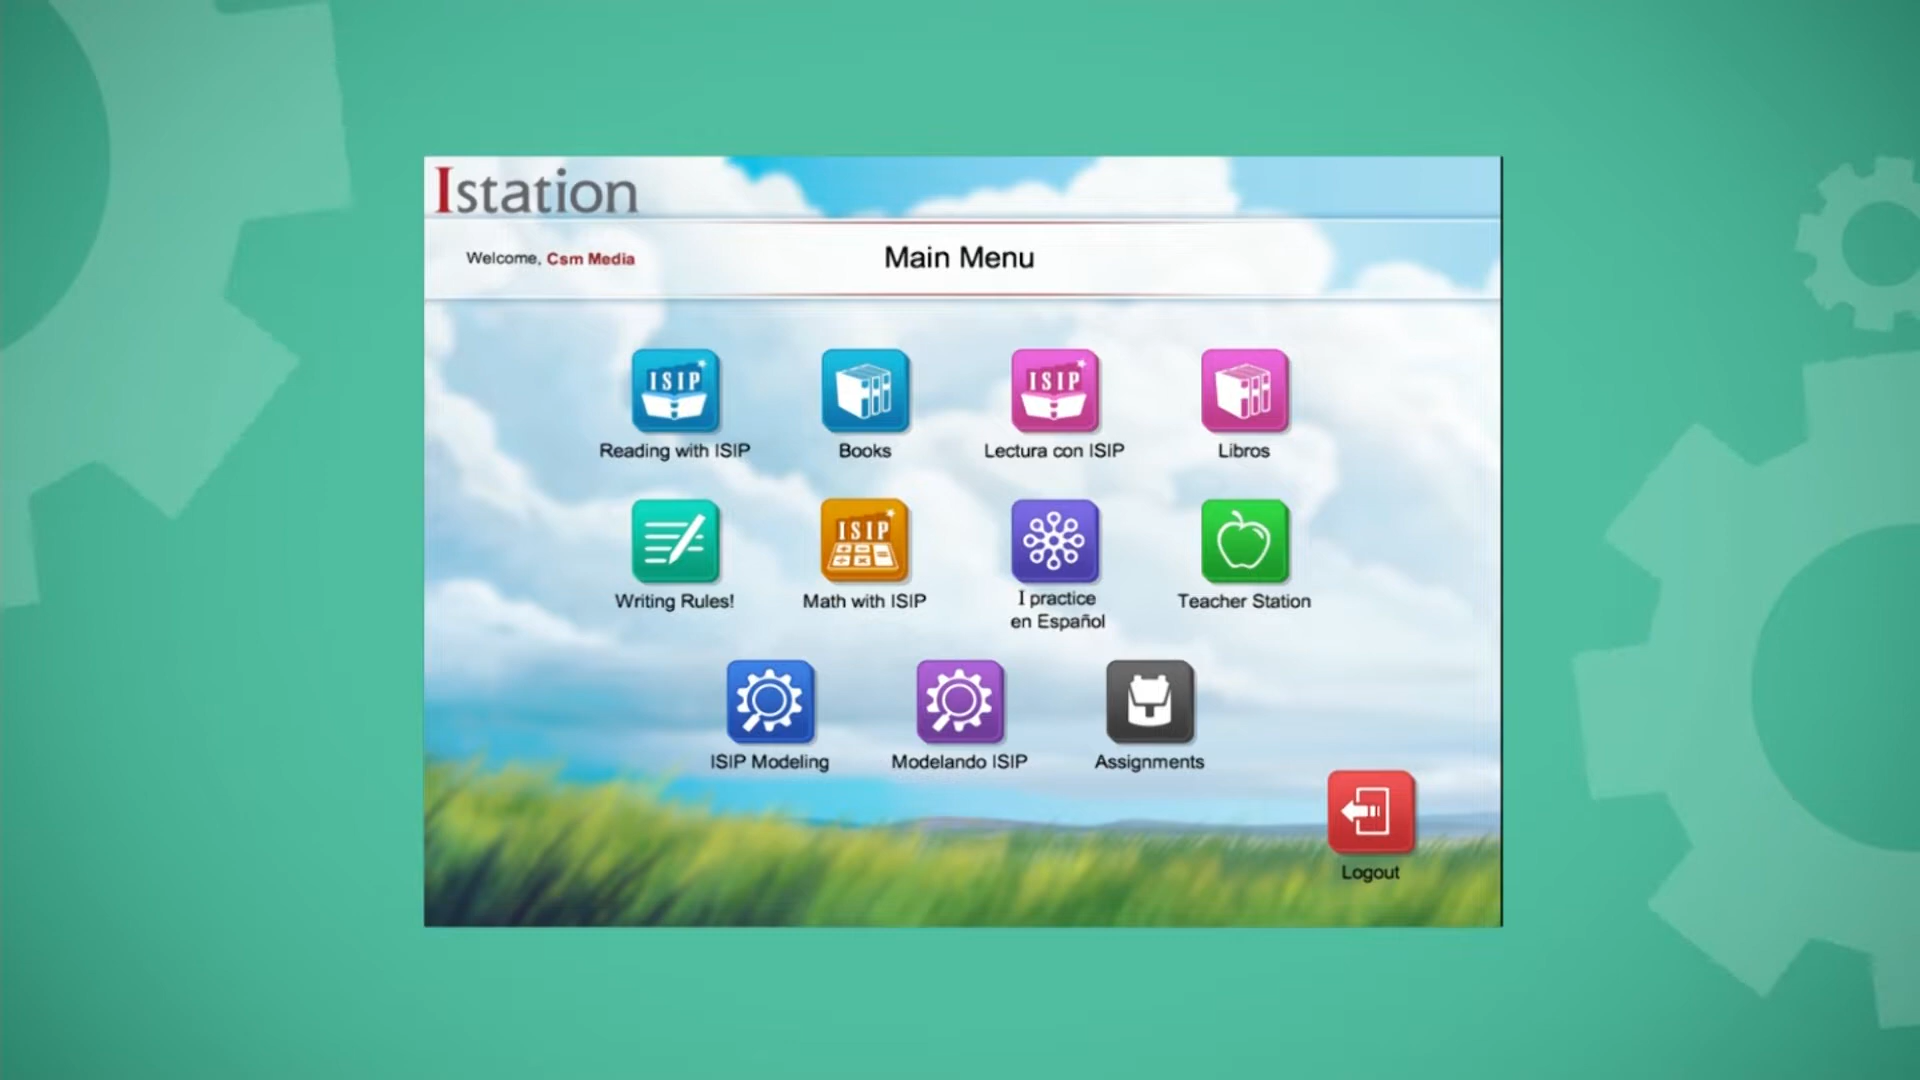 Istation
Welcome, Csm Media
Main Menu
ISIP
ISIP
Reading with ISIP
Books
Lectura con ISIP
Libros
ISIP
Writing Rules!
Math with ISIP
I practice
en Español
Teacher Station
ISIP Modeling
Modelando ISIP
Assignments
Logout